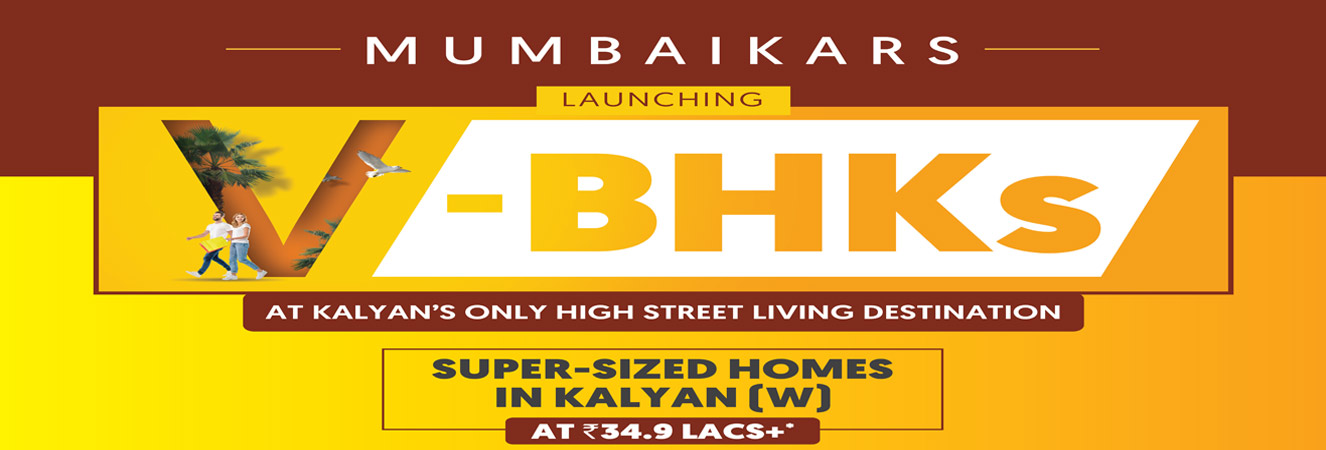 MUMBAIKARS
LAUNCHING
V-BHKs
AT KALYAN'S ONLY HIGH STREET LIVING DESTINATION
SUPER-SIZED HOMES
IN KALYAN (W)
AT ₹34.9 LACS+*